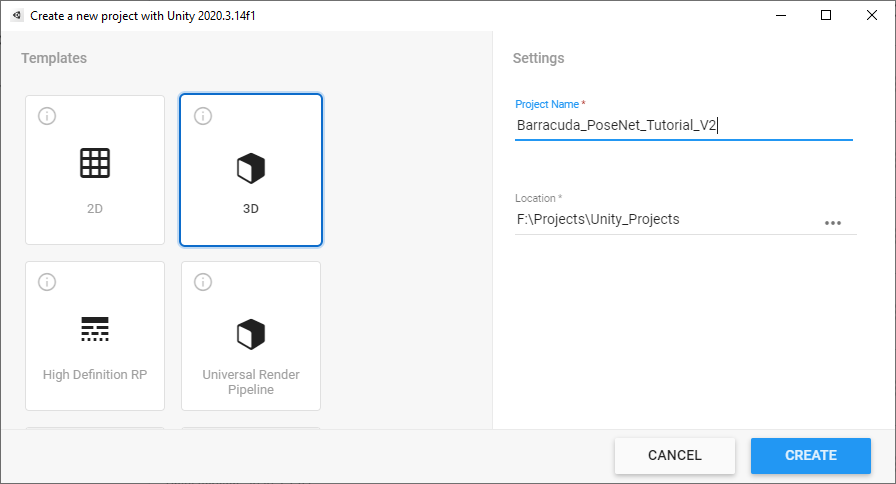 Create a new project with Unity 2020.3.14f1
Templates
2D
3D
High Definition RP
Universal Render
Pipeline
Settings
Project Name *
Barracuda_PoseNet_Tutorial_V2
Location *
F:\Projects\Unity_Projects
CANCEL
CREATE